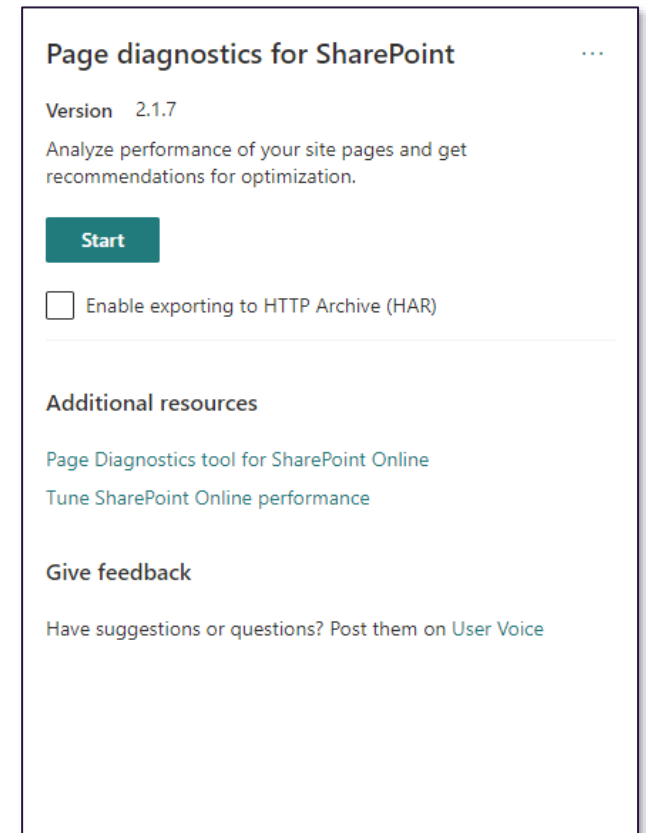 Page diagnostics for SharePoint ...
Version 2.1.7
Analyze performance of your site pages and get
recommendations for optimization.
Start
Enable exporting to HTTP Archive (HAR)
Additional resources
Page Diagnostics tool for SharePoint Online
Tune SharePoint Online performance
Give feedback
Have suggestions or questions? Post them on User Voice